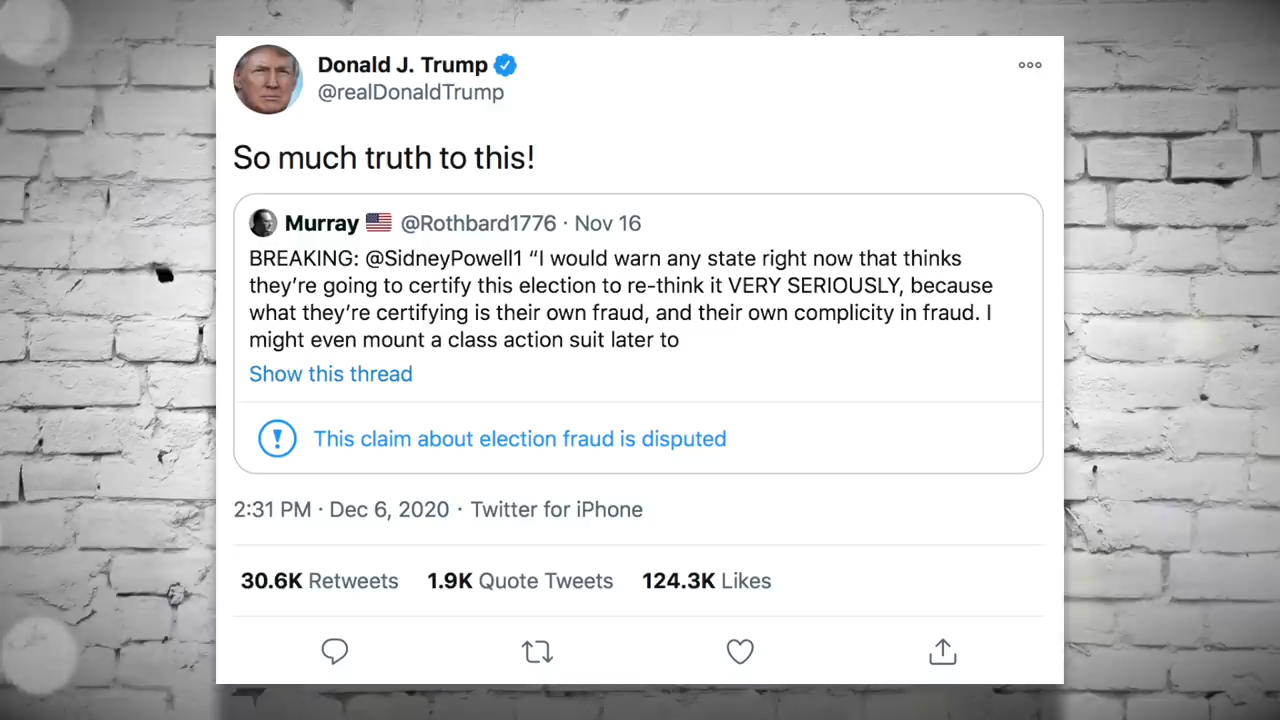 Donald J. Trump
@realDonaldTrump
So much truth to this!
Murray 🇺🇸 @Rothbard1776 · Nov 16
BREAKING: @SidneyPowell1 “I would warn any state right now that thinks
they’re going to certify this election to re-think it VERY SERIOUSLY, because
what they’re certifying is their own fraud, and their own complicity in fraud. I
might even mount a class action suit later to
Show this thread
This claim about election fraud is disputed
2:31 PM · Dec 6, 2020 · Twitter for iPhone
30.6K Retweets 1.9K Quote Tweets 124.3K Likes